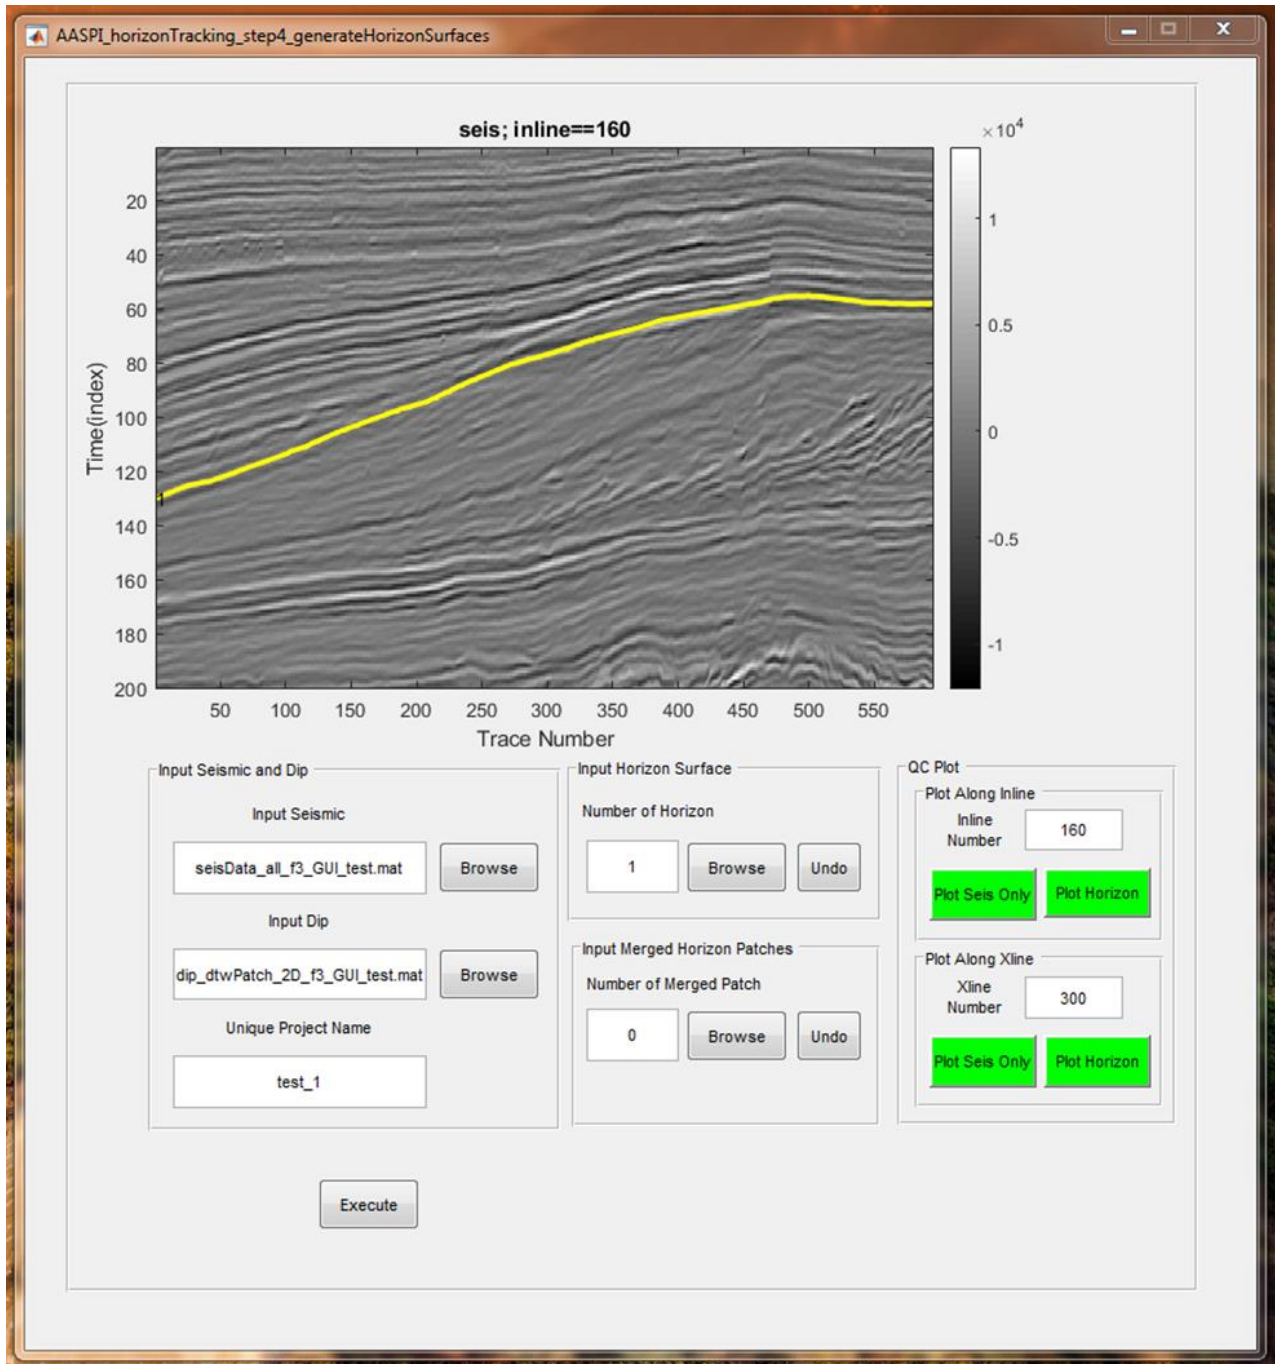 AASPI_horizonTracking_step4_generateHorizonSurfaces
seis; inline==160
×10^4
20
40
60
80
100
120
140
160
180
200
Time(index)
1
50
100
150
200
250
300
350
400
450
500
550
Trace Number
1
0.5
0
-0.5
-1
Input Seismic and Dip
Input Seismic
seisData_all_f3_GUI_test.mat
Browse
Input Dip
dip_dtwPatch_2D_f3_GUI_test.mat
Browse
Unique Project Name
test_1
Input Horizon Surface
Number of Horizon
1
Browse
Undo
Input Merged Horizon Patches
Number of Merged Patch
0
Browse
Undo
QC Plot
Plot Along Inline
Inline
Number
160
Plot Seis Only
Plot Horizon
Plot Along Xline
Xline
Number
300
Plot Seis Only
Plot Horizon
Execute